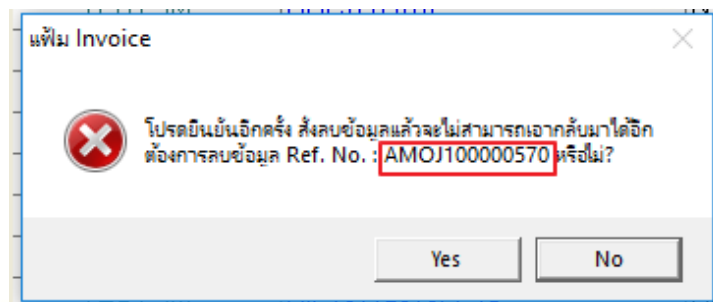 แฟ้ม Invoice
โปรดยืนยันอีกครั้ง สั่งลบข้อมูลแล้วจะไม่สามารถเอากลับมาได้อีก
ต้องการลบข้อมูล Ref. No. : AMOJ100000570 หรือไม่?
Yes No